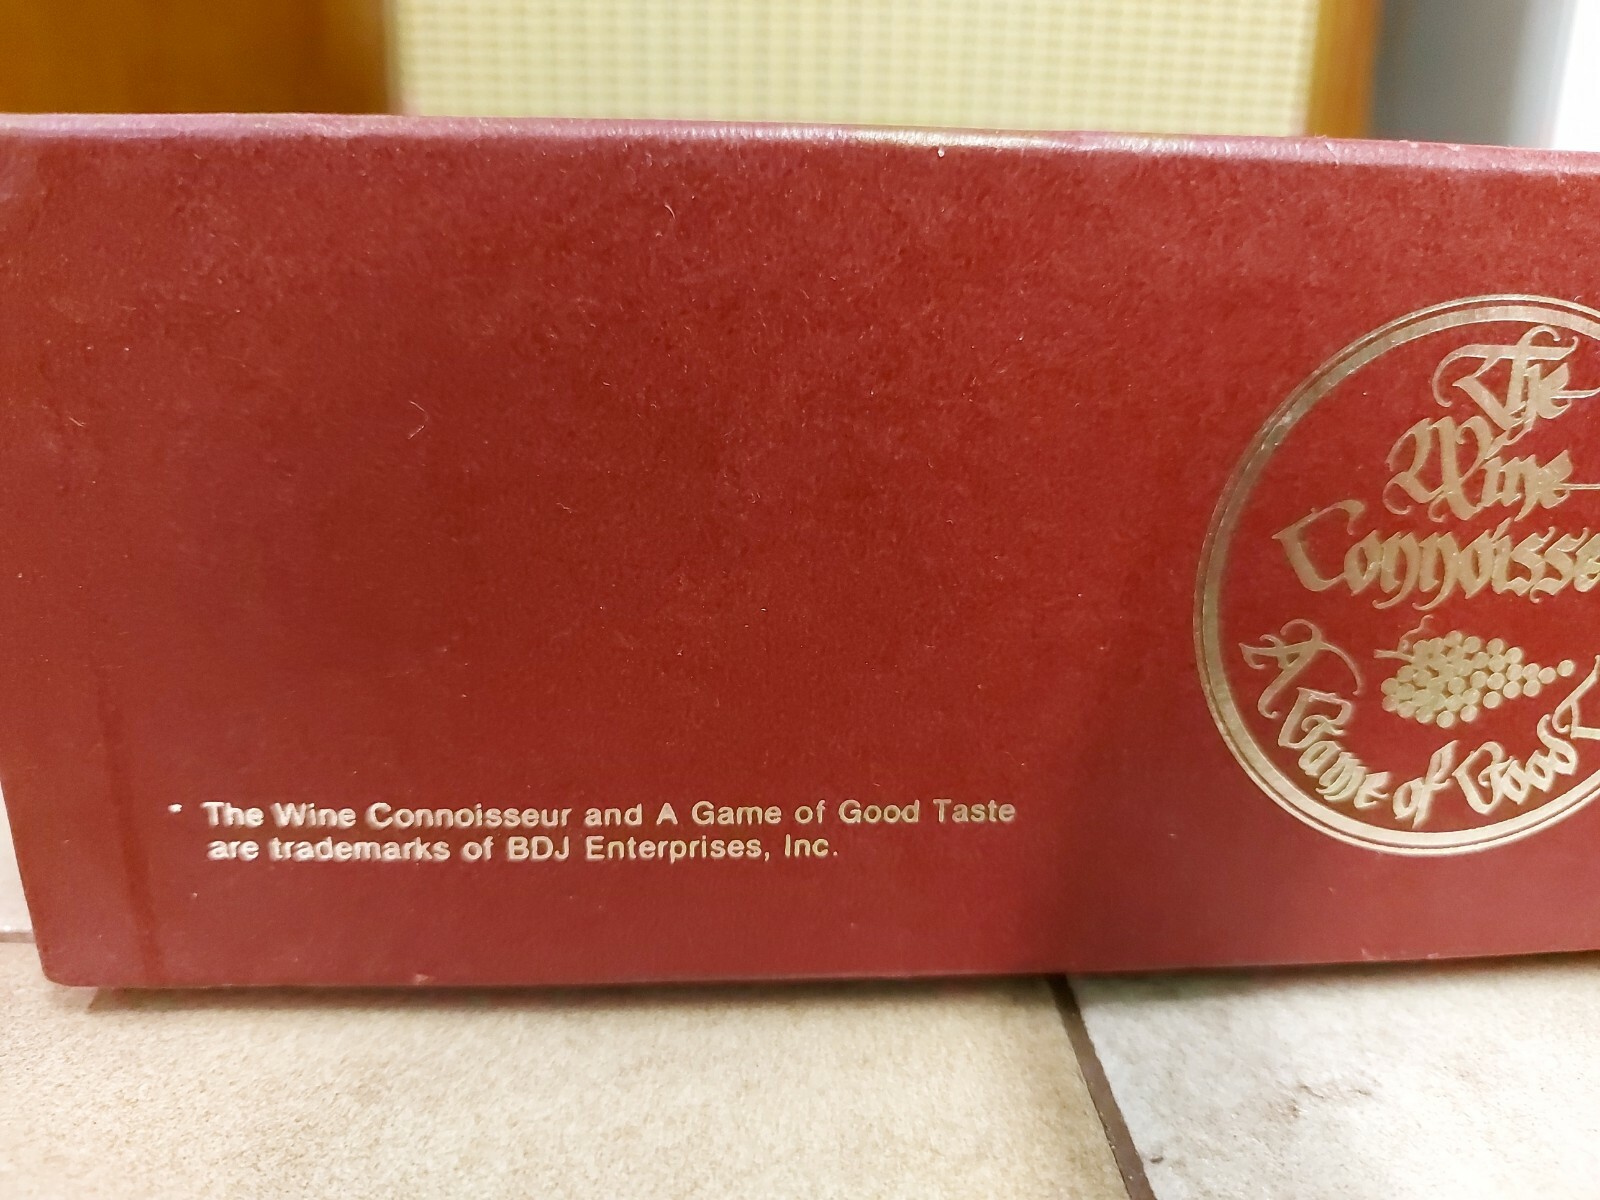 The
Wine
Connoisse
A Game of Good T
* The Wine Connoisseur and A Game of Good Taste
are trademarks of BDJ Enterprises, Inc.